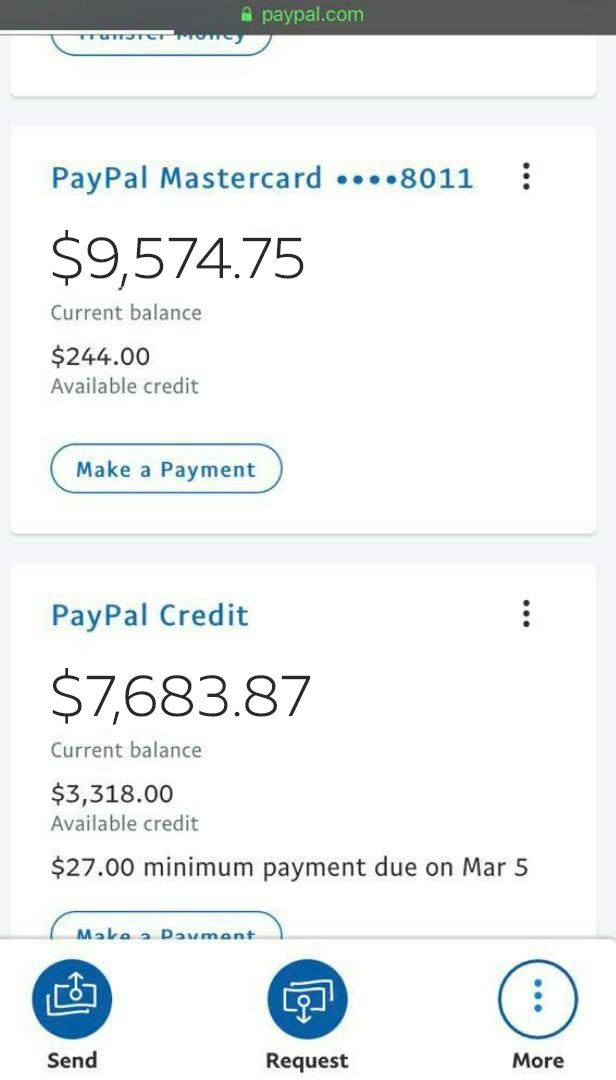 paypal.com
Transfer Money
PayPal Mastercard ••••8011
$9,574.75
Current balance
$244.00
Available credit
Make a Payment
PayPal Credit
$7,683.87
Current balance
$3,318.00
Available credit
$27.00 minimum payment due on Mar 5
Make a Payment
Send
Request
More